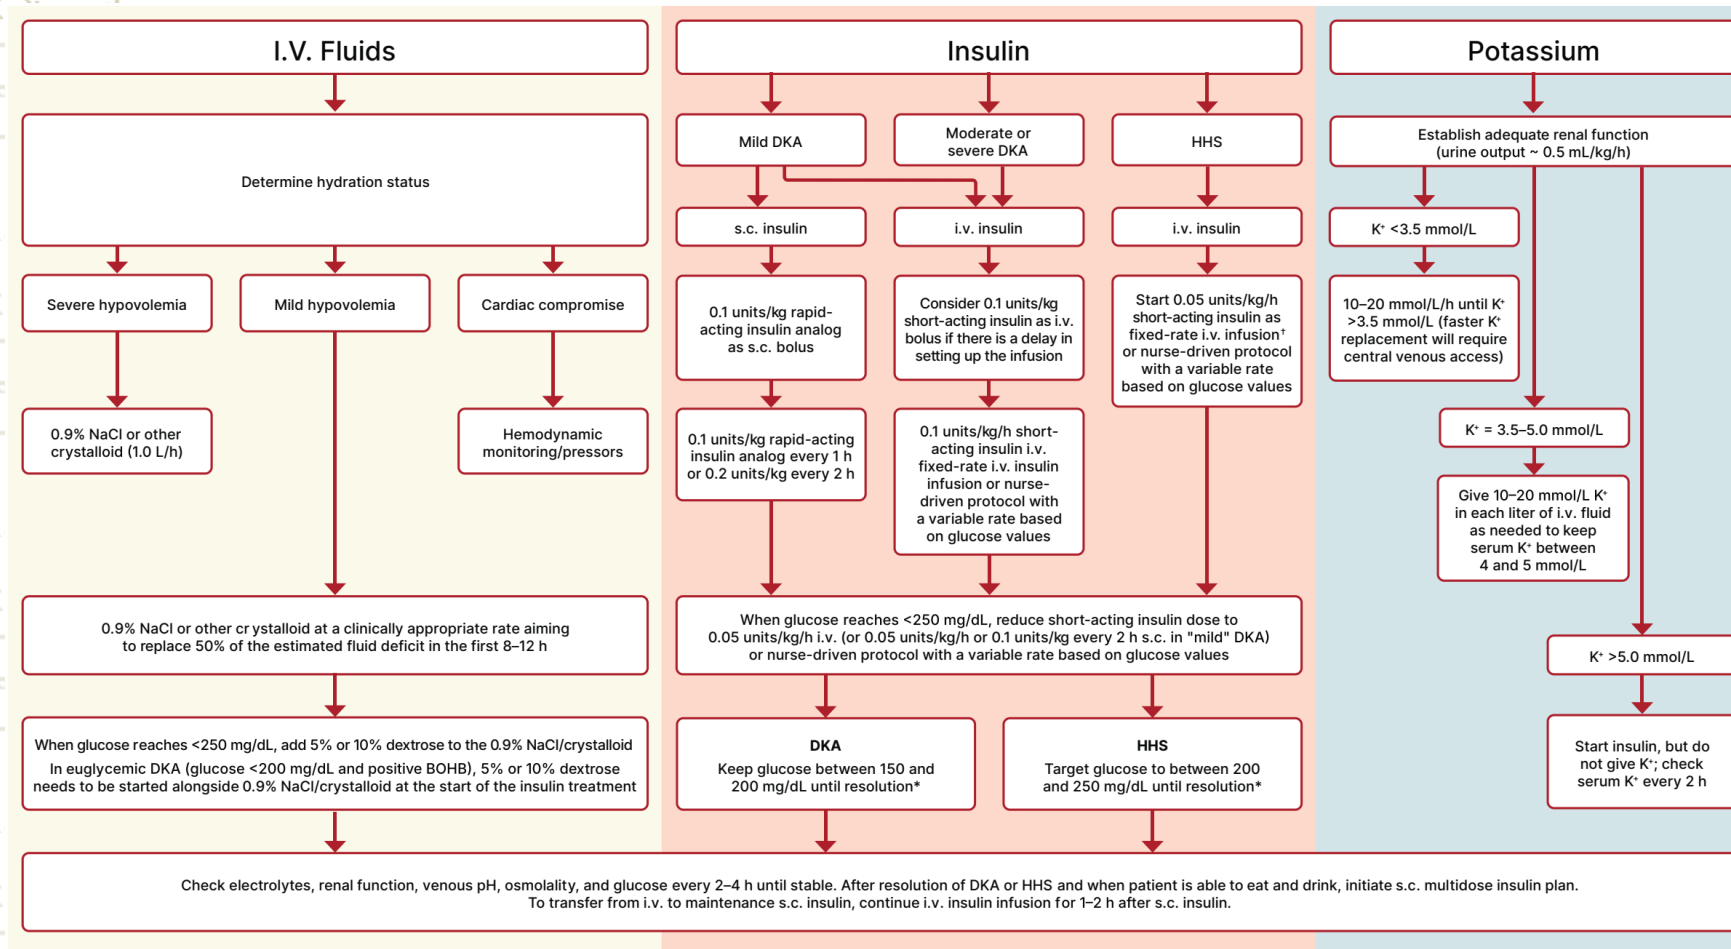 I.V. Fluids
Determine hydration status
Severe hypovolemia
Mild hypovolemia
Cardiac compromise
0.9% NaCl or other
crystalloid (1.0 L/h)
Hemodynamic
monitoring/pressors
0.9% NaCl or other cr ystalloid at a clinically appropriate rate aiming
to replace 50% of the estimated fluid deficit in the first 8–12 h
When glucose reaches <250 mg/dL, add 5% or 10% dextrose to the 0.9% NaCl/crystalloid
In euglycemic DKA (glucose <200 mg/dL and positive BOHB), 5% or 10% dextrose
needs to be started alongside 0.9% NaCl/crystalloid at the start of the insulin treatment
Insulin
Mild DKA
Moderate or
severe DKA
HHS
s.c. insulin
i.v. insulin
i.v. insulin
0.1 units/kg rapid-
acting insulin analog
as s.c. bolus
Consider 0.1 units/kg
short-acting insulin as i.v.
bolus if there is a delay in
setting up the infusion
Start 0.05 units/kg/h
short-acting insulin as
fixed-rate i.v. infusion†
or nurse-driven protocol
with a variable rate
based on glucose values
0.1 units/kg rapid-acting
insulin analog every 1 h
or 0.2 units/kg every 2 h
0.1 units/kg/h short-
acting insulin i.v.
fixed-rate i.v. insulin
infusion or nurse-
driven protocol with
a variable rate based
on glucose values
When glucose reaches <250 mg/dL, reduce short-acting insulin dose to
0.05 units/kg/h i.v. (or 0.05 units/kg/h or 0.1 units/kg every 2 h s.c. in "mild" DKA)
or nurse-driven protocol with a variable rate based on glucose values
DKA
Keep glucose between 150 and
200 mg/dL until resolution*
HHS
Target glucose to between 200
and 250 mg/dL until resolution*
Potassium
Establish adequate renal function
(urine output ~ 0.5 mL/kg/h)
K⁺ <3.5 mmol/L
10–20 mmol/L/h until K⁺
>3.5 mmol/L (faster K⁺
replacement will require
central venous access)
K⁺ = 3.5–5.0 mmol/L
Give 10–20 mmol/L K⁺
in each liter of i.v. fluid
as needed to keep
serum K⁺ between
4 and 5 mmol/L
K⁺ >5.0 mmol/L
Start insulin, but do
not give K⁺; check
serum K⁺ every 2 h
Check electrolytes, renal function, venous pH, osmolality, and glucose every 2–4 h until stable. After resolution of DKA or HHS and when patient is able to eat and drink, initiate s.c. multidose insulin plan.
To transfer from i.v. to maintenance s.c. insulin, continue i.v. insulin infusion for 1–2 h after s.c. insulin.